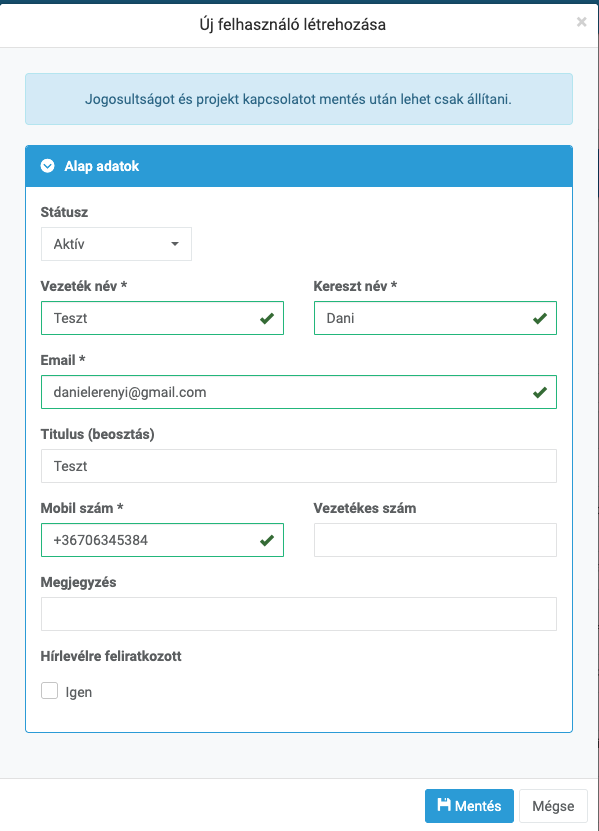 Új felhasználó létrehozása
×
Jogosultságot és projekt kapcsolatot mentés után lehet csak állítani.
Alap adatok
Státusz
Aktív
Vezeték név *
Kereszt név *
Teszt
Dani
Email *
danielerenyi@gmail.com
Titulus (beosztás)
Teszt
Mobil szám *
Vezetékes szám
+36706345384
Megjegyzés
Hírlevélre feliratkozott
Igen
Mentés
Mégse